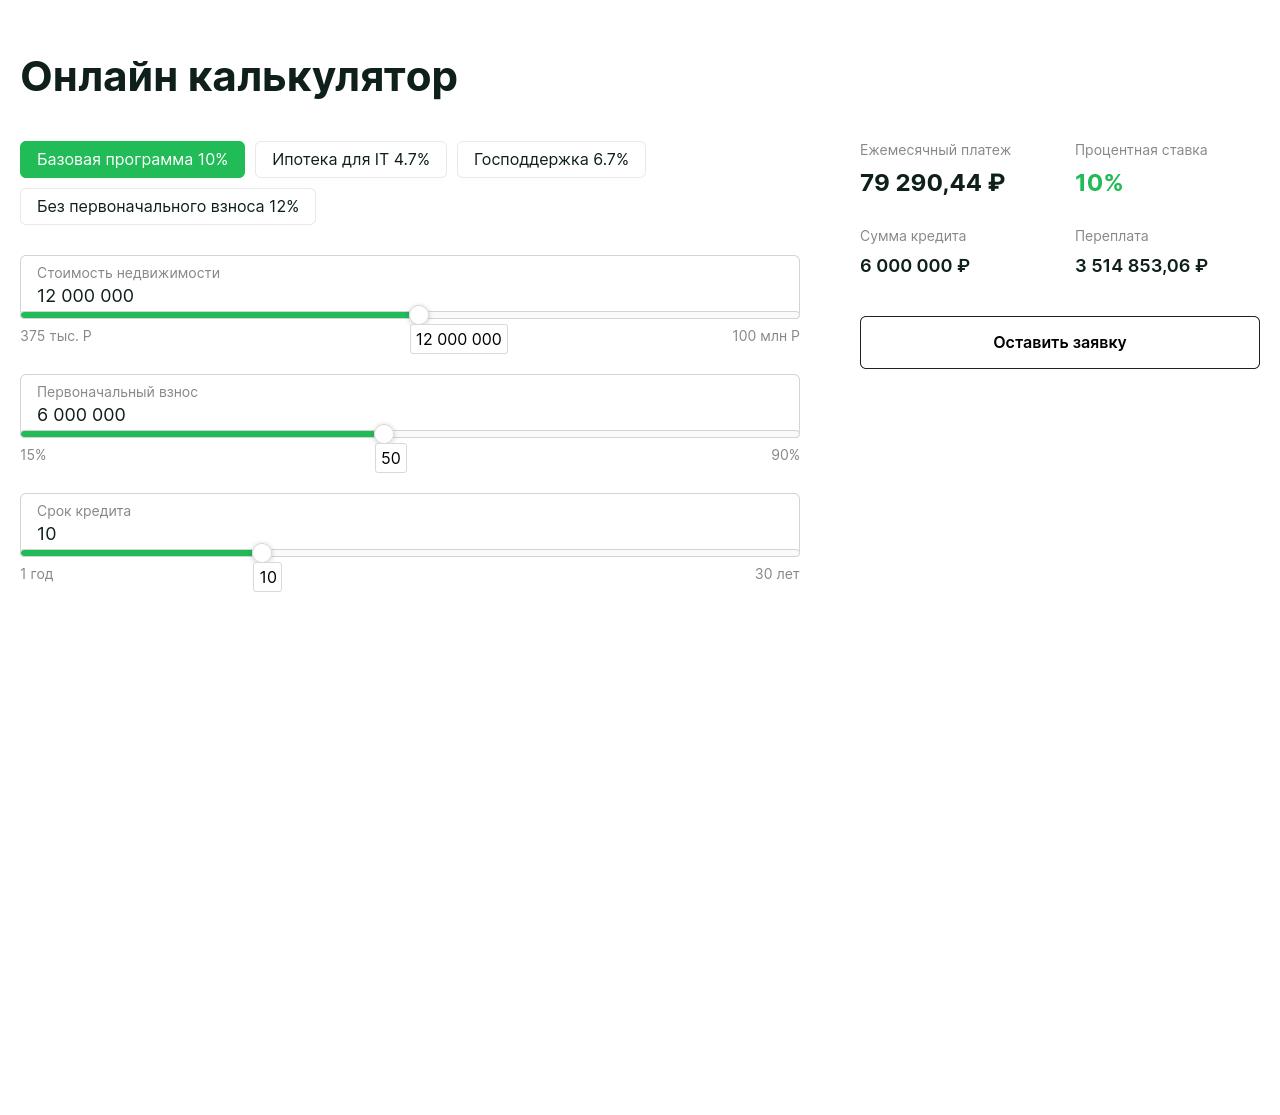 Онлайн калькулятор
Базовая программа 10%
Ипотека для IT 4.7%
Господдержка 6.7%
Без первоначального взноса 12%
Стоимость недвижимости
12 000 000
375 тыс. Р
12 000 000
100 млн Р
Первоначальный взнос
6 000 000
15%
50
90%
Срок кредита
10
1 год
10
30 лет
Ежемесячный платеж
79 290,44 ₽
Процентная ставка
10%
Сумма кредита
6 000 000 ₽
Переплата
3 514 853,06 ₽
Оставить заявку